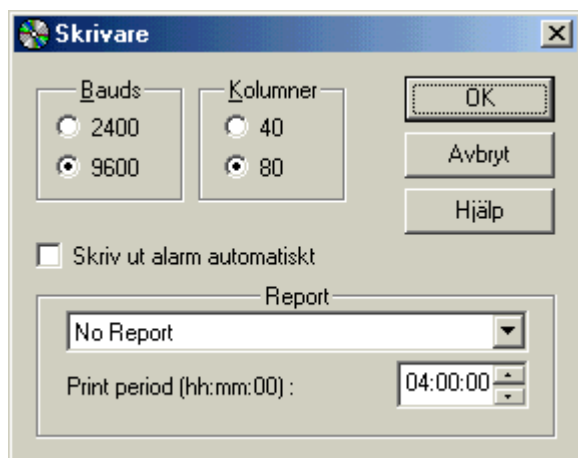 Skrivare
Bauds
2400
9600
Kolumner
40
80
OK
Avbryt
Hjälp
Skriv ut alarm automatiskt
Report
No Report
Print period (hh:mm:00) :
04:00:00